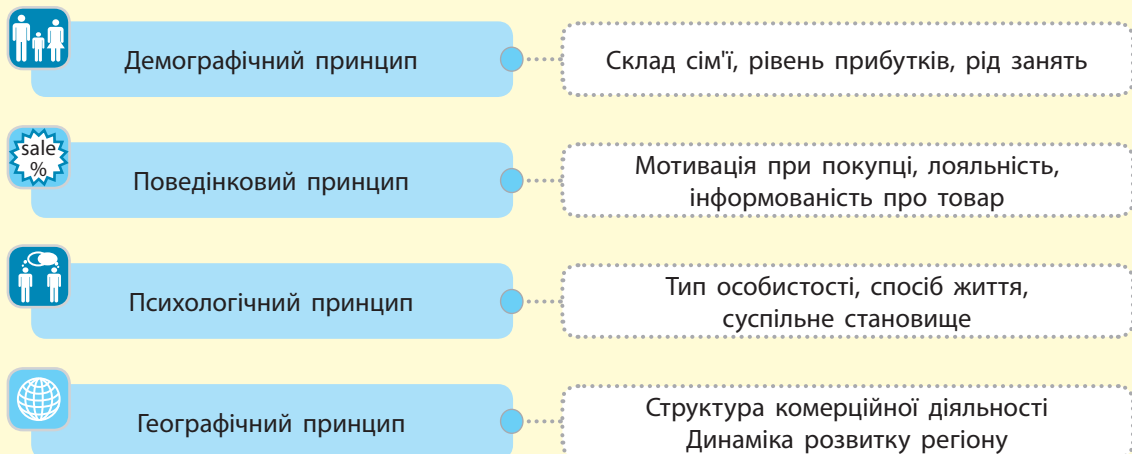 Демографічний принцип
Склад сім'ї, рівень прибутків, рід занять
sale
%
Поведінковий принцип
Мотивація при покупці, лояльність,
інформованість про товар
Психологічний принцип
Тип особистості, спосіб життя,
суспільне становище
Географічний принцип
Структура комерційної діяльності
Динаміка розвитку регіону